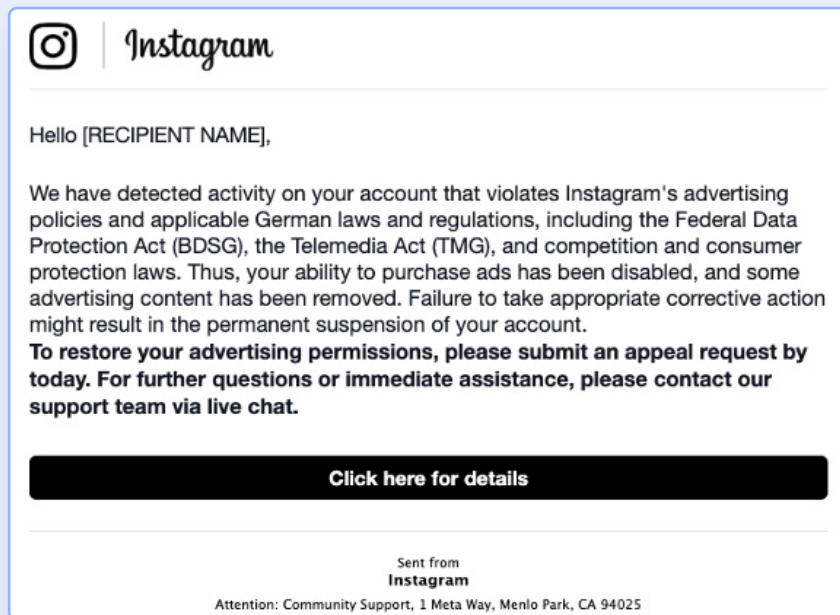 Instagram
Hello [RECIPIENT NAME],
We have detected activity on your account that violates Instagram's advertising
policies and applicable German laws and regulations, including the Federal Data
Protection Act (BDSG), the Telemedia Act (TMG), and competition and consumer
protection laws. Thus, your ability to purchase ads has been disabled, and some
advertising content has been removed. Failure to take appropriate corrective action
might result in the permanent suspension of your account.
To restore your advertising permissions, please submit an appeal request by
today. For further questions or immediate assistance, please contact our
support team via live chat.
Click here for details
Sent from
Instagram
Attention: Community Support, 1 Meta Way, Menlo Park, CA 94025